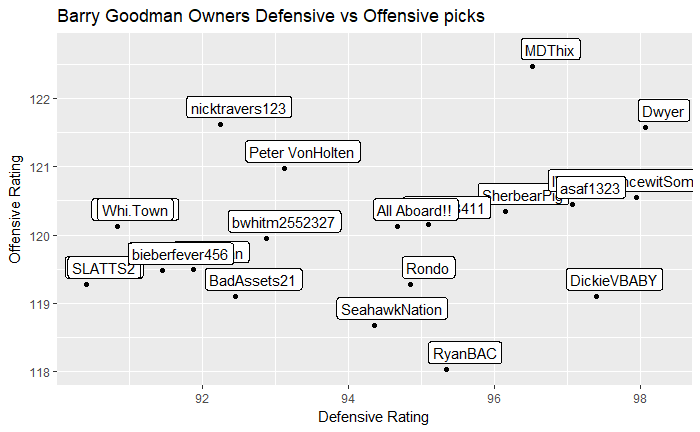 Barry Goodman Owners Defensive vs Offensive picks
MDThix
122
nicktravers123
Dwyer
121
Peter VonHolten
asaf1323
SherbearPig
Whi.Town
All Aboard!!
120
bwhitm2552327
bieberfever456
SLATTS2
Rondo
BadAssets21
DickieVBABY
119
SeahawkNation
RyanBAC
118
92
94
96
98
Defensive Rating
Offensive Rating